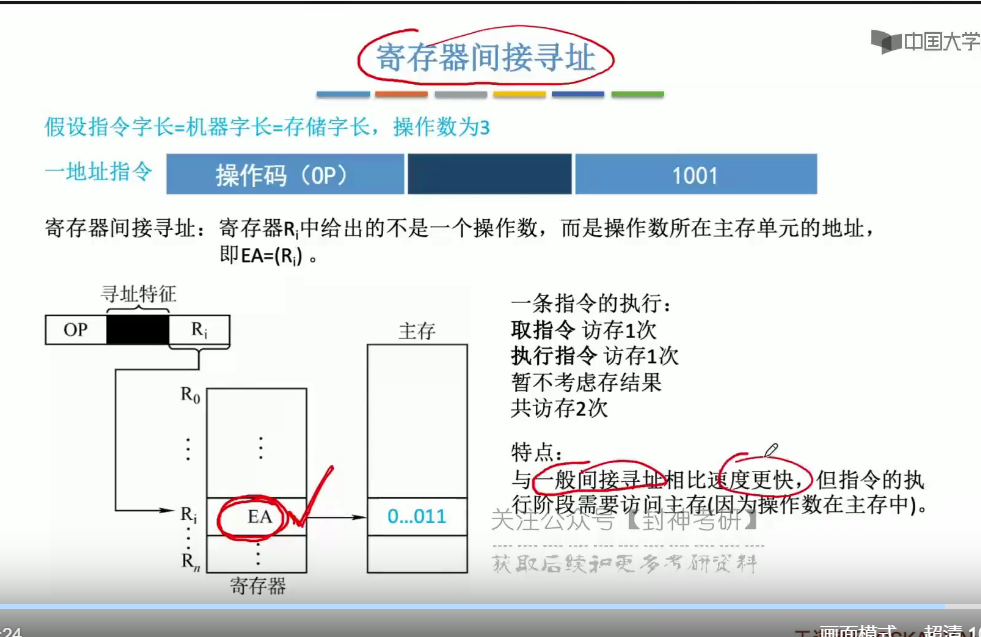 中国大学
寄存器间接寻址
假设指令字长=机器字长=存储字长，操作数为3
一地址指令
操作码（OP）
1001
寄存器间接寻址：寄存器Ri中给出的不是一个操作数，而是操作数所在主存单元的地址，
即EA=(Ri) 。
寻址特征
OP
Ri
主存
R0
⋮
⋮
Ri
EA
0...011
⋮
⋮
Rn
寄存器
一条指令的执行：
取指令 访存1次
执行指令 访存1次
暂不考虑存结果
共访存2次
特点：
与一般间接寻址相比速度更快，但指令的执
行阶段需要访问主存(因为操作数在主存中)。
关注公众号【封神考研】
获取后续和更多考研资料
:24
画面模式
超清 1